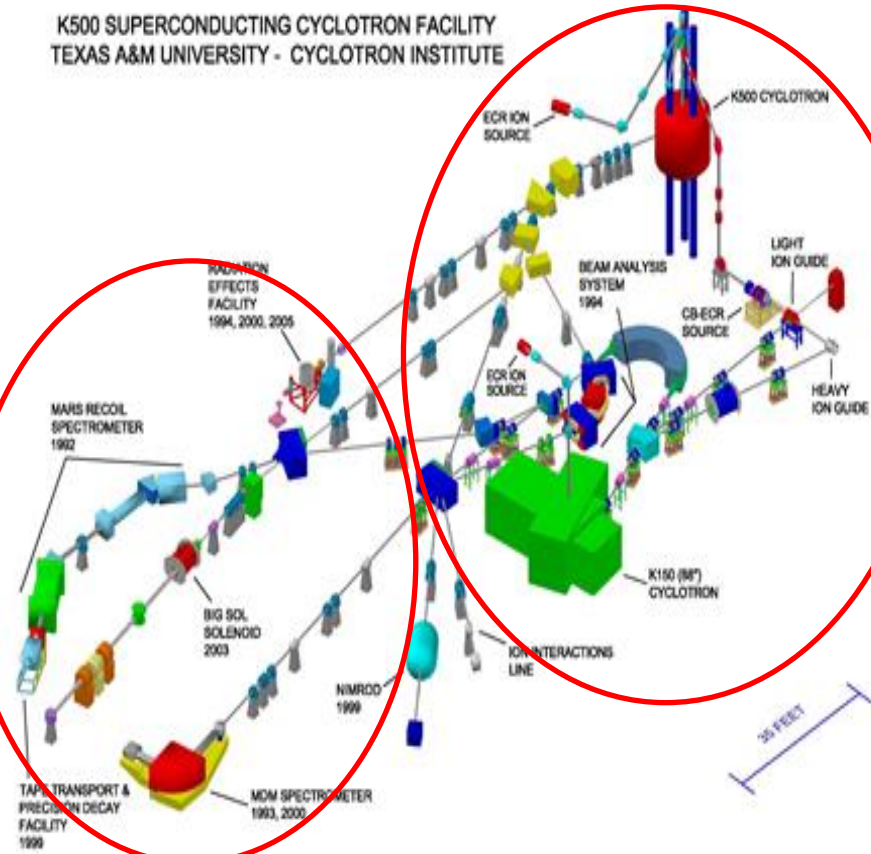 K500 SUPERCONDUCTING CYCLOTRON FACILITY
TEXAS A&M UNIVERSITY - CYCLOTRON INSTITUTE
ECR ION
SOURCE
K500 CYCLOTRON
RADIATION
EFFECTS
FACILITY
1994, 2000, 2005
BEAM ANALYSIS
SYSTEM
1994
LIGHT
ION GUIDE
CB-ECR
SOURCE
ECR ION
SOURCE
HEAVY
ION GUIDE
MARS RECOIL
SPECTROMETER
1992
K150 (88")
CYCLOTRON
BIG SOL
SOLENOID
2003
ION INTERACTIONS
LINE
NIMROD
1999
35 FEET
TAPE TRANSPORT &
PRECISION DECAY
FACILITY
1999
MDM SPECTROMETER
1993, 2000